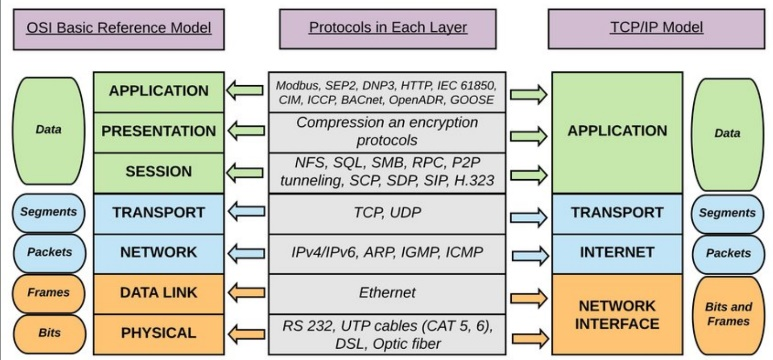 OSI Basic Reference Model
Protocols in Each Layer
TCP/IP Model
Data
APPLICATION
PRESENTATION
SESSION
Modbus, SEP2, DNP3, HTTP, IEC 61850,
CIM, ICCP, BACnet, OpenADR, GOOSE
Compression an encryption
protocols
NFS, SQL, SMB, RPC, P2P
tunneling, SCP, SDP, SIP, H.323
APPLICATION
Data
Segments
TRANSPORT
TCP, UDP
TRANSPORT
Segments
Packets
NETWORK
IPv4/IPv6, ARP, IGMP, ICMP
INTERNET
Packets
Frames
DATA LINK
Ethernet
Bits
PHYSICAL
RS 232, UTP cables (CAT 5, 6),
DSL, Optic fiber
NETWORK
INTERFACE
Bits and
Frames